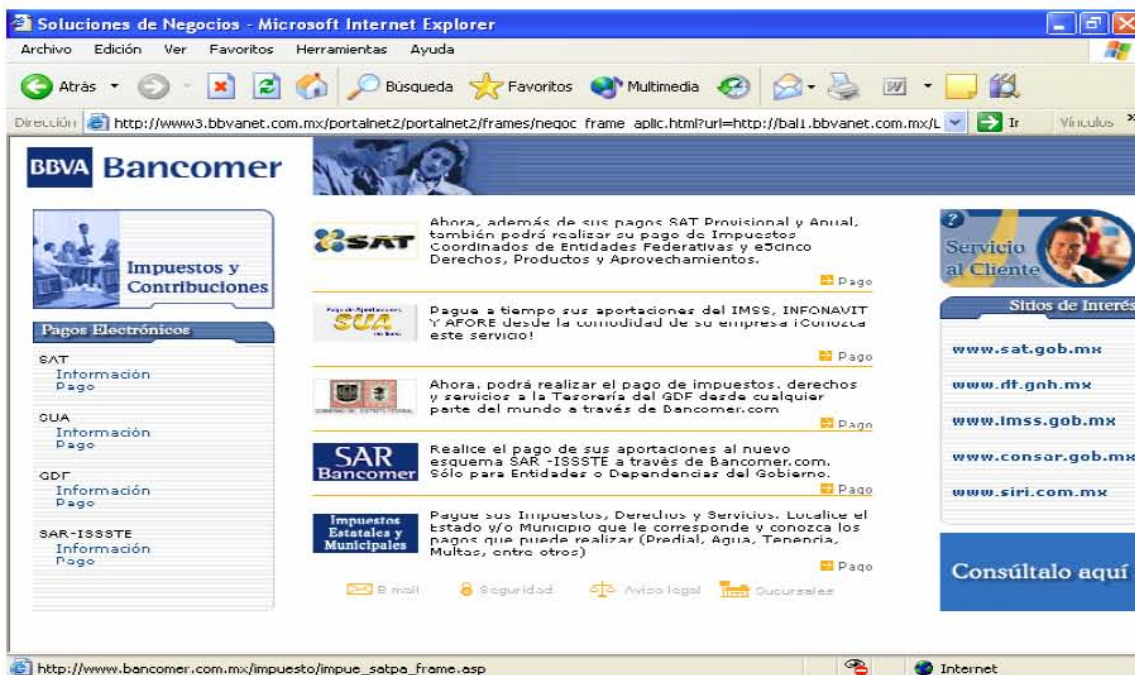 Soluciones de Negocios - Microsoft Internet Explorer
Archivo Edición Ver Favoritos Herramientas Ayuda
Atrás Búsqueda Favoritos Multimedia
Dirección http://www3.bbvanet.com.mx/portalnet2/portalnet2/frames/negoc_frame_aplic.html?url=http://bal1.bbvanet.com.mx/L Ir Vínculos
BBVA Bancomer
Impuestos y
Contribuciones
Pagos Electrónicos
SAT
Información
Pago
SUA
Información
Pago
GDF
Información
Pago
SAR-ISSSTE
Información
Pago
SAT
Ahora, además de sus pagos SAT Provisional y Anual,
también podrá realizar su pago de Impuestos
Coordinados de Entidades Federativas y e5cinco
Derechos, Productos y Aprovechamientos.
Pago
SUA
Pague a tiempo sus aportaciones del IMSS, INFONAVIT
Y AFORE desde la comodidad de su empresa ¡Conozca
este servicio!
Pago
Ahora, podrá realizar el pago de impuestos, derechos
y servicios a la Tesorería del GDF desde cualquier
parte del mundo a través de Bancomer.com
Pago
SAR
Bancomer
Realice el pago de sus aportaciones al nuevo
esquema SAR -ISSSTE a través de Bancomer.com.
Sólo para Entidades o Dependencias del Gobierno.
Pago
Impuestos
Estatales y
Municipales
Pague sus Impuestos, Derechos y Servicios. Localice el
Estado y/o Municipio que le corresponde y conozca los
pagos que puede realizar (Predial, Agua, Tenencia,
Multas, entre otros)
Pago
E mail Seguridad Aviso legal Sucursales
Servicio
al Cliente
Sitios de Interés
www.sat.gob.mx
www.df.gob.mx
www.imss.gob.mx
www.consar.gob.mx
www.siri.com.mx
Consúltalo aquí
http://www.bancomer.com.mx/impuesto/impue_satpa_frame.asp Internet